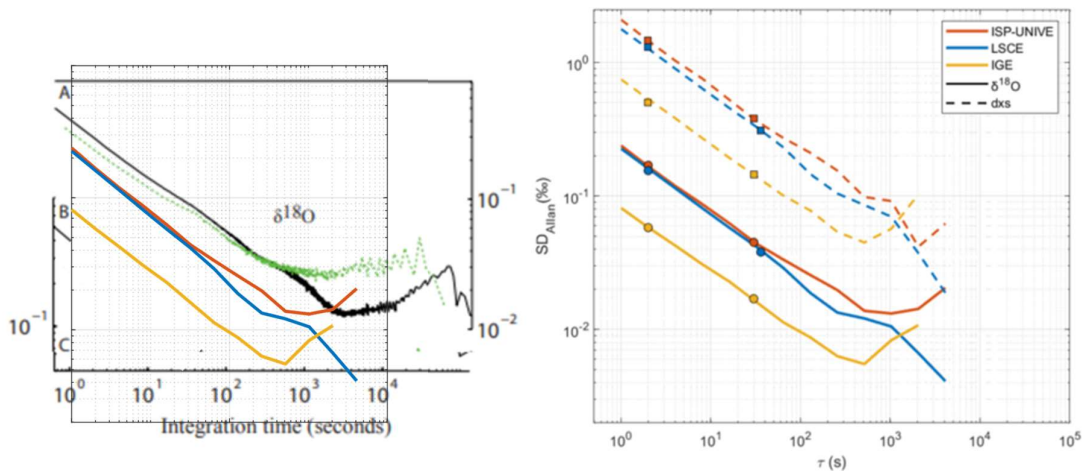 A
B
C
δ¹⁸O
10⁻¹
10⁻²
10⁻¹
10⁰
10¹
10²
10³
10⁴
Integration time (seconds)
10⁰
10⁻¹
10⁻²
SD_Allan(‰)
ISP-UNIVE
LSCE
IGE
δ¹⁸O
dxs
10⁰
10¹
10²
10³
10⁴
10⁵
τ (s)